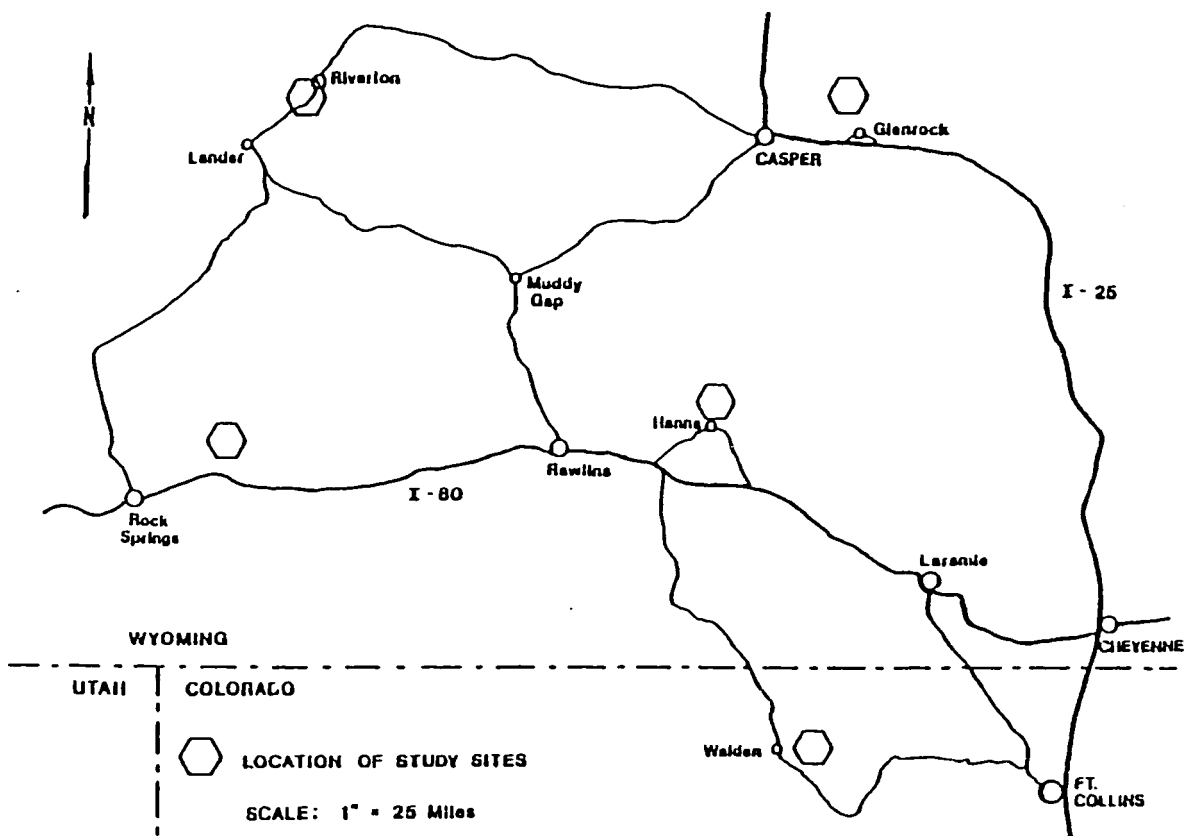 N
Riverton
Lander
Glenrock
CASPER
Muddy
Gap
I - 25
Hanna
Rawlins
I - 80
Rock
Springs
Laramie
CHEYENNE
WYOMING
UTAH
COLORADO
Walden
LOCATION OF STUDY SITES
FT.
COLLINS
SCALE: 1" = 25 Miles